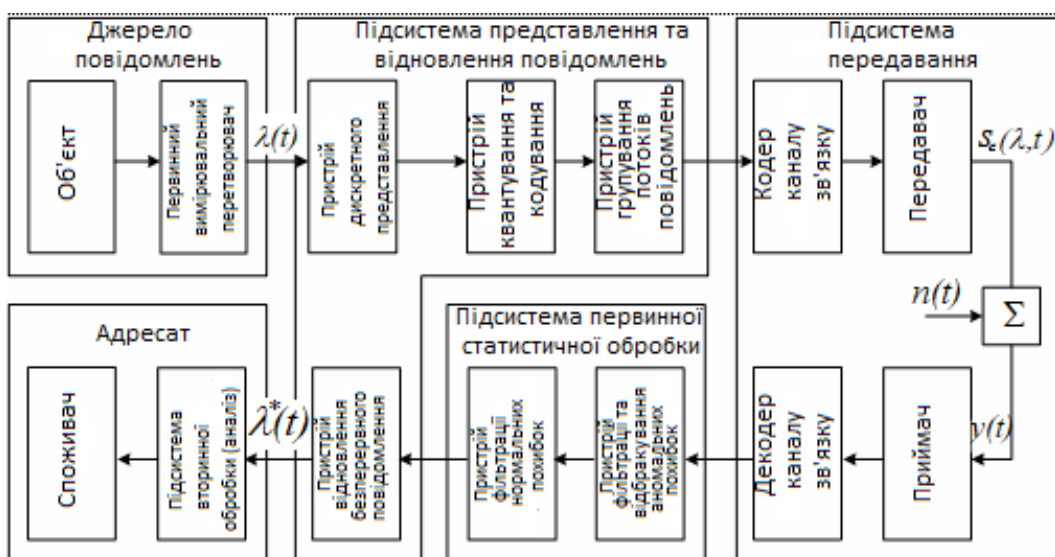 Джерело
повідомлень
Підсистема представлення та
відновлення повідомлень
Підсистема
передавання
Об'єкт
Первинний
вимірювальний
перетворювач
λ(t)
Пристрій
дискретного
представлення
Пристрій
квантування та
кодування
Пристрій
групування
потоків
повідомлень
Кодер
каналу
зв'язку
Передавач
Sc(λ,t)
n(t)
Σ
Адресат
Підсистема первинної
статистичної обробки
Споживач
Підсистема
вторинної
обробки (аналіз)
λ*(t)
Пристрій
відновлення
безперервного
повідомлення
Пристрій
фільтрації
нормальних
похибок
Пристрій
фільтрації та
відбракування
аномальних
похибок
Декодер
каналу
зв'язку
Приймач
y(t)